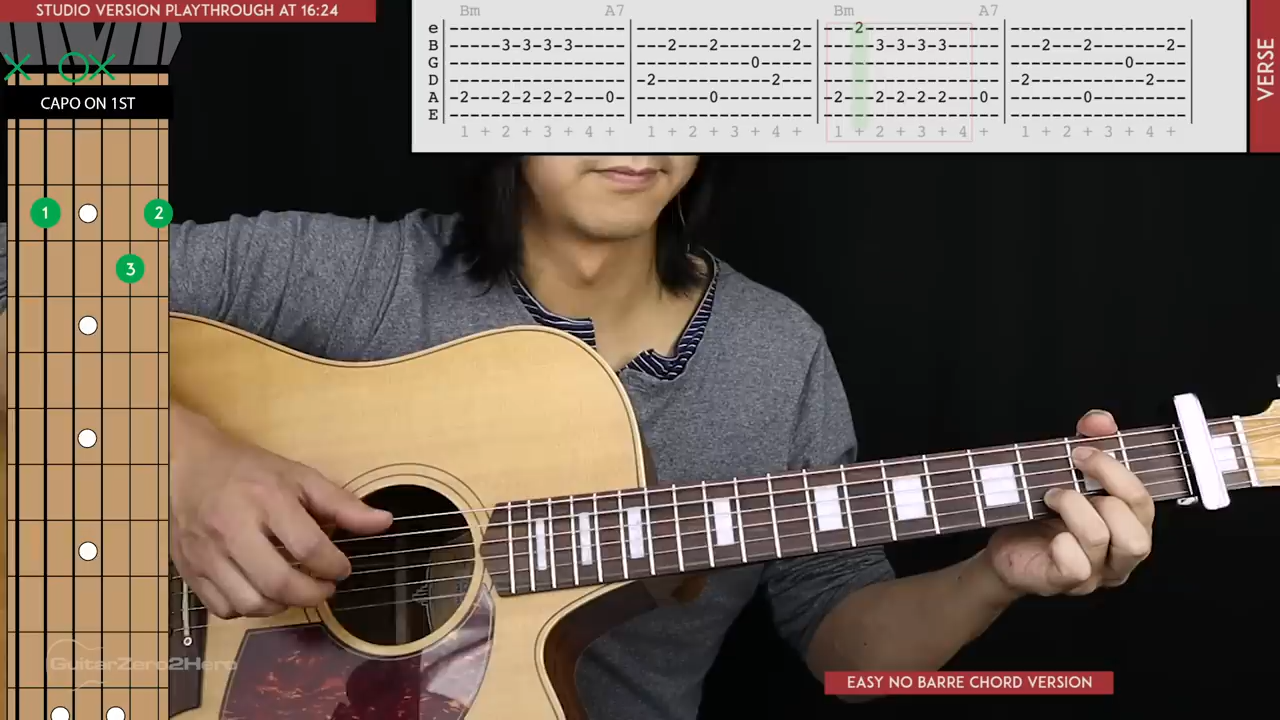 STUDIO VERSION PLAYTHROUGH AT 16:24
X OX
CAPO ON 1ST
1 2
3
GuitarZero2Hero
Bm A7 Bm A7
e|------------------|------------------|---2--------------|------------------|
B|-----3-3-3-3------|---2---2-------2--|-----3-3-3-3------|---2---2-------2--|
G|------------------|-----------0------|------------------|-----------0------|
D|------------------|-2-----------2----|------------------|-2-----------2----|
A|-2---2-2-2-2---0--|-------0----------|-2---2-2-2-2---0--|-------0----------|
E|------------------|------------------|------------------|------------------|
1 + 2 + 3 + 4 + 1 + 2 + 3 + 4 + 1 + 2 + 3 + 4 + 1 + 2 + 3 + 4 +
VERSE
EASY NO BARRE CHORD VERSION